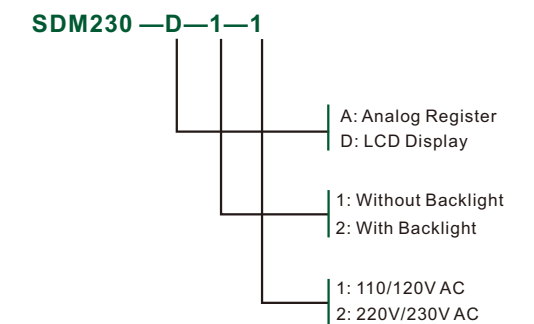 SDM230 —D—1—1
A: Analog Register
D: LCD Display
1: Without Backlight
2: With Backlight
1: 110/120V AC
2: 220V/230V AC